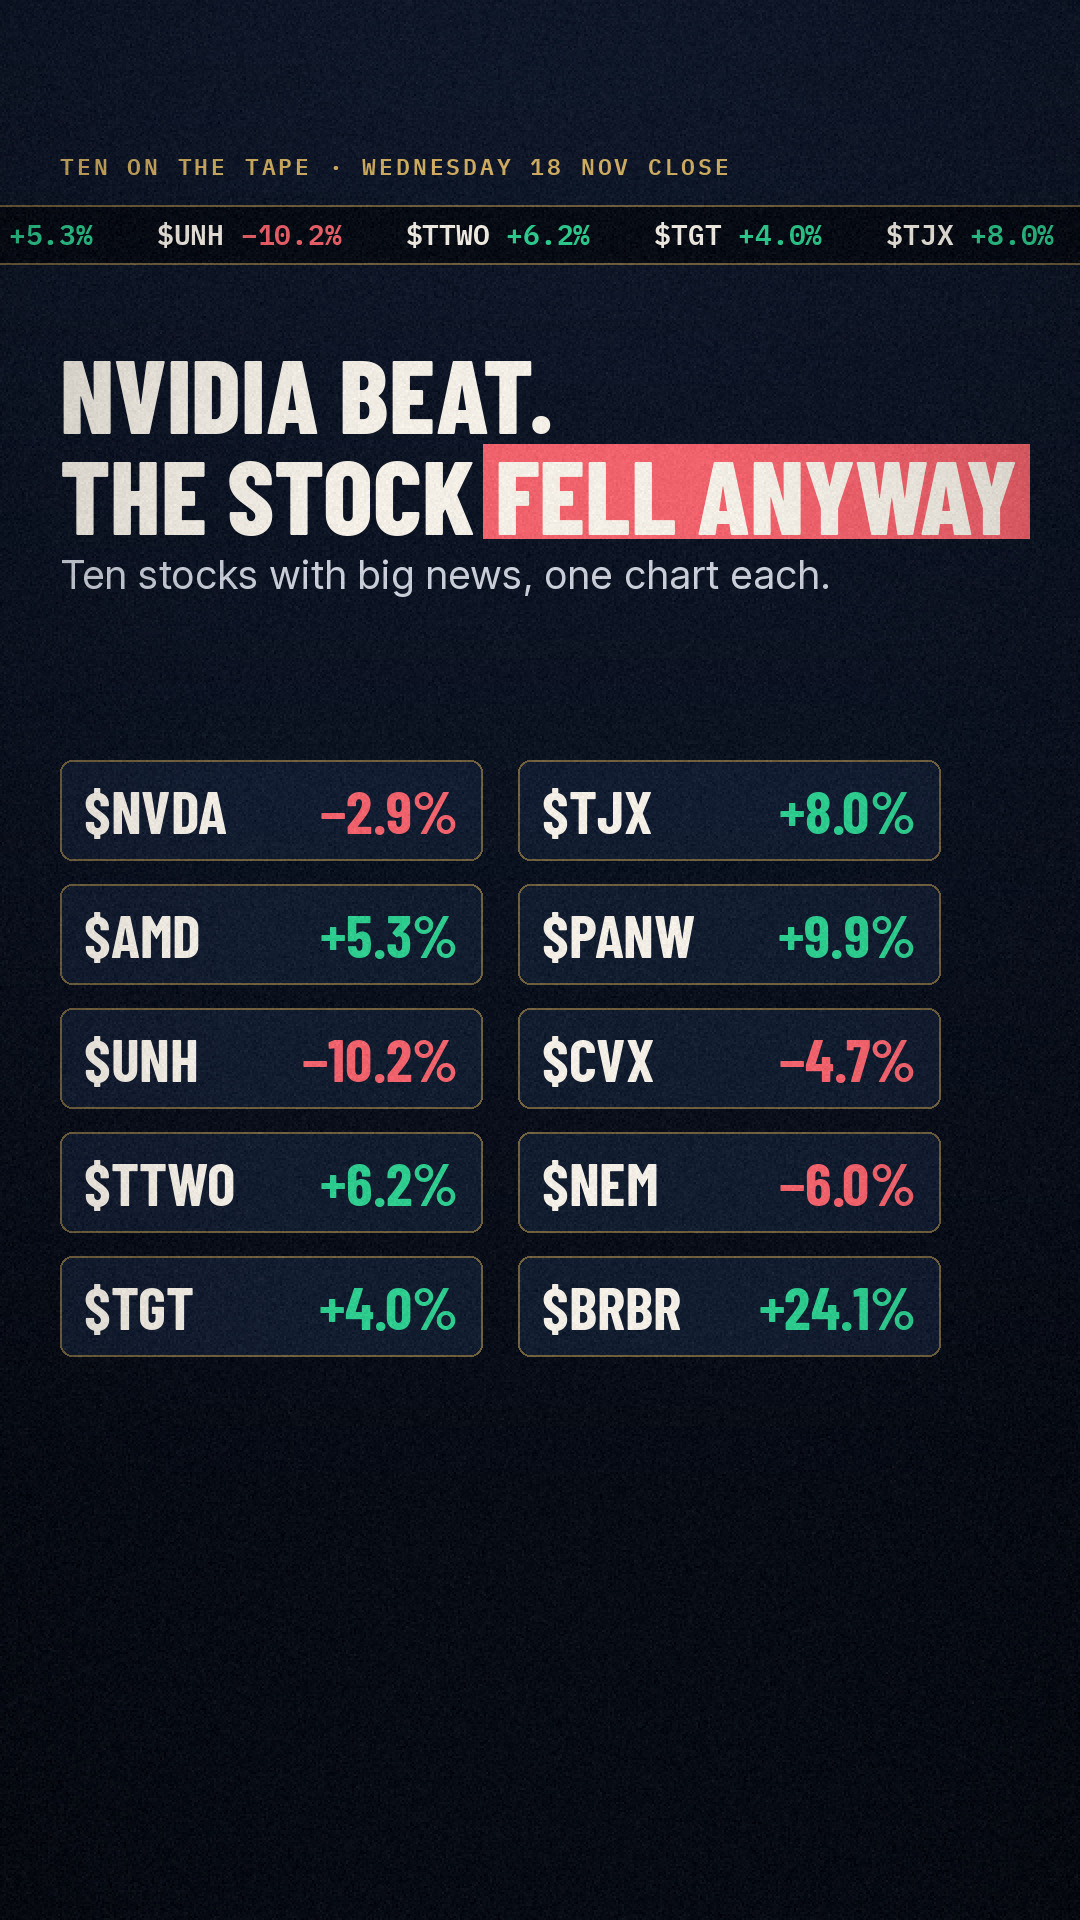 TEN ON THE TAPE · WEDNESDAY 18 NOV CLOSE
+5.3% $UNH −10.2% $TTWO +6.2% $TGT +4.0% $TJX +8.0%
NVIDIA BEAT.
THE STOCK FELL ANYWAY
Ten stocks with big news, one chart each.
$NVDA −2.9% $TJX +8.0%
$AMD +5.3% $PANW +9.9%
$UNH −10.2% $CVX −4.7%
$TTWO +6.2% $NEM −6.0%
$TGT +4.0% $BRBR +24.1%